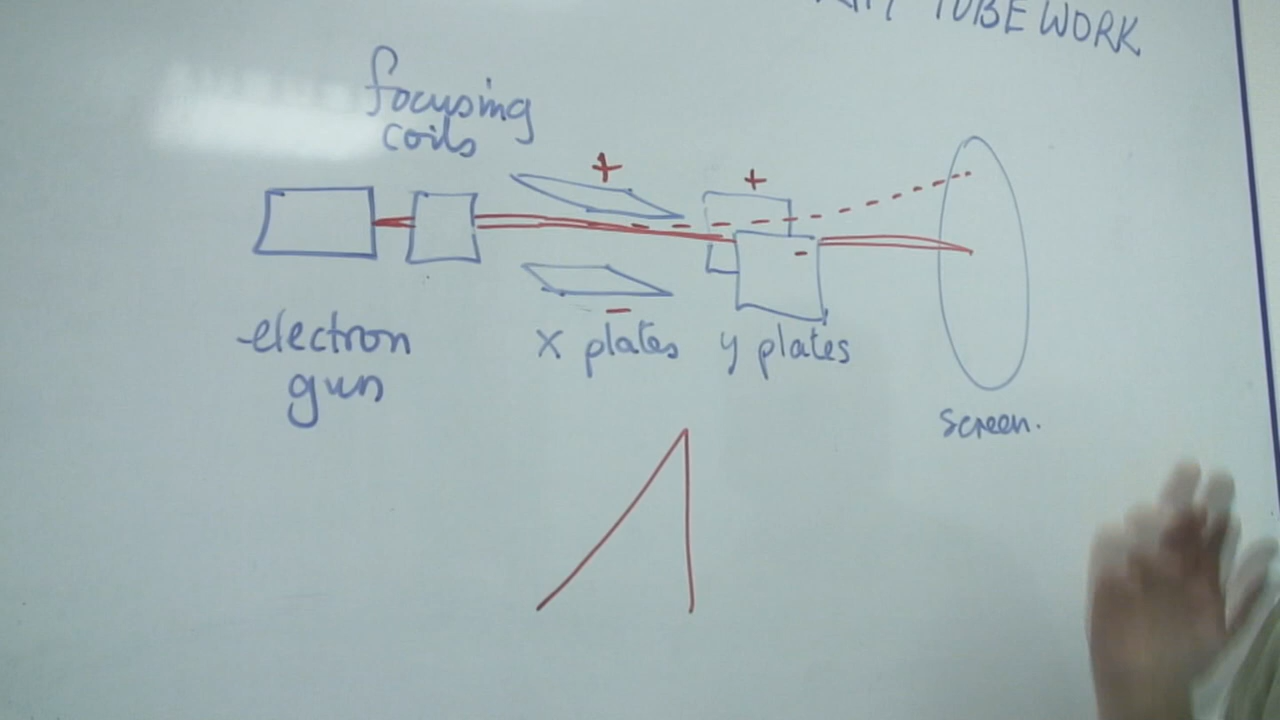 TUBE WORK
focusing
coils
+
+
-
-
electron
gun
x plates
y plates
screen.